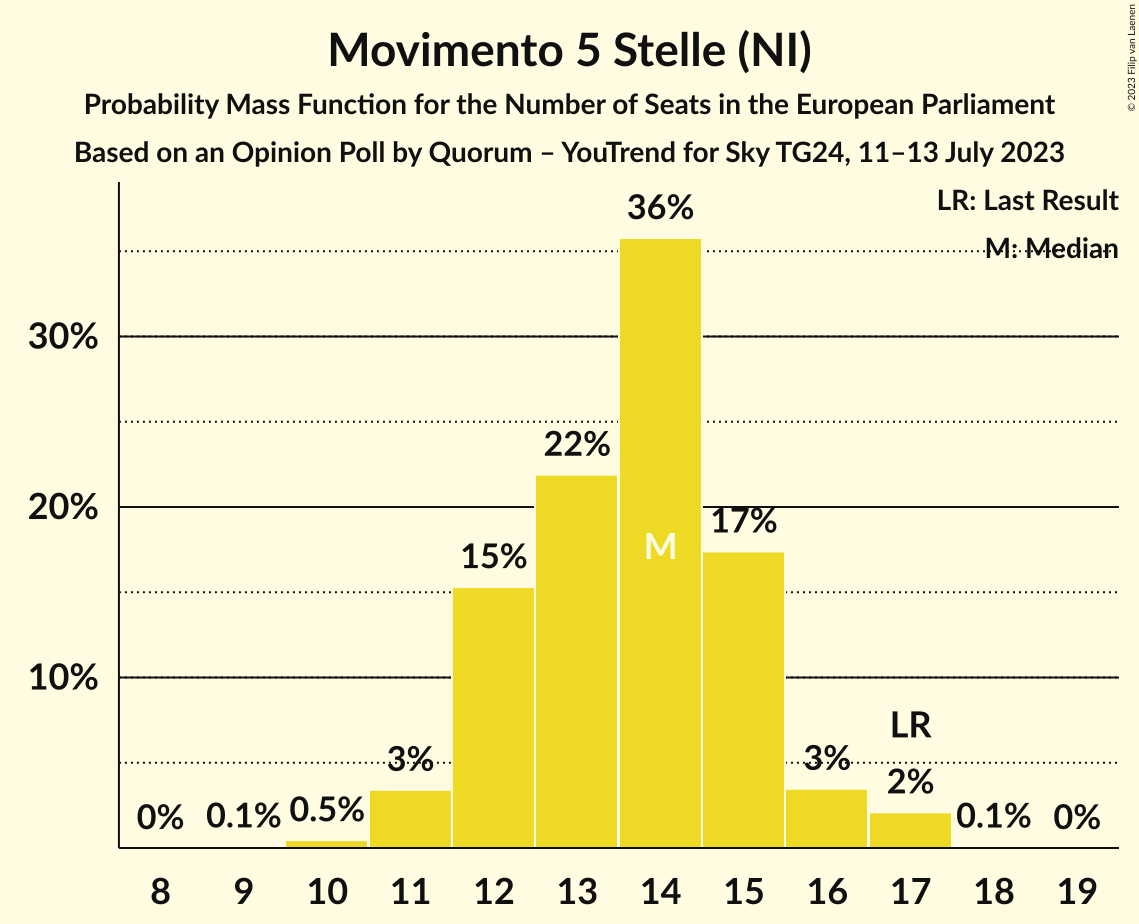 Movimento 5 Stelle (NI)
Probability Mass Function for the Number of Seats in the European Parliament
Based on an Opinion Poll by Quorum – YouTrend for Sky TG24, 11–13 July 2023
© 2023 Filip van Laenen
LR: Last Result
M: Median
36%
30%
22%
20%
17%
M
15%
10%
LR
3%
3%
2%
0%
0.1%
0.5%
0.1%
0%
8 9 10 11 12 13 14 15 16 17 18 19